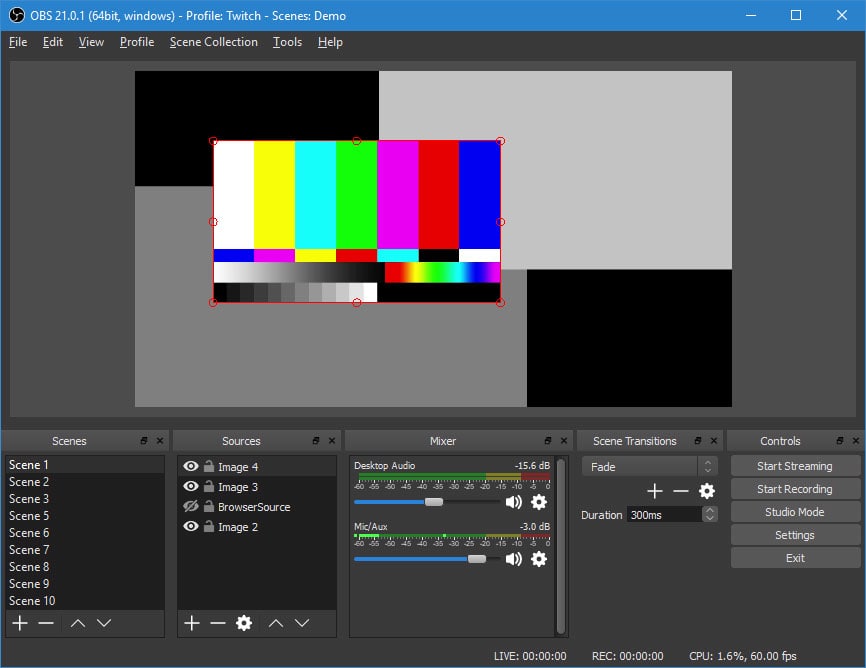 OBS 21.0.1 (64bit, windows) - Profile: Twitch - Scenes: Demo
File Edit View Profile Scene Collection Tools Help
Scenes
Scene 1
Scene 2
Scene 3
Scene 5
Scene 6
Scene 7
Scene 8
Scene 9
Scene 10
Sources
Image 4
Image 3
BrowserSource
Image 2
Mixer
Desktop Audio -15.6 dB
-60 -55 -50 -45 -40 -35 -30 -25 -20 -15 -10 -5 0
Mic/Aux -3.0 dB
-60 -55 -50 -45 -40 -35 -30 -25 -20 -15 -10 -5 0
Scene Transitions
Fade
Duration 300ms
Controls
Start Streaming
Start Recording
Studio Mode
Settings
Exit
LIVE: 00:00:00 REC: 00:00:00 CPU: 1.6%, 60.00 fps